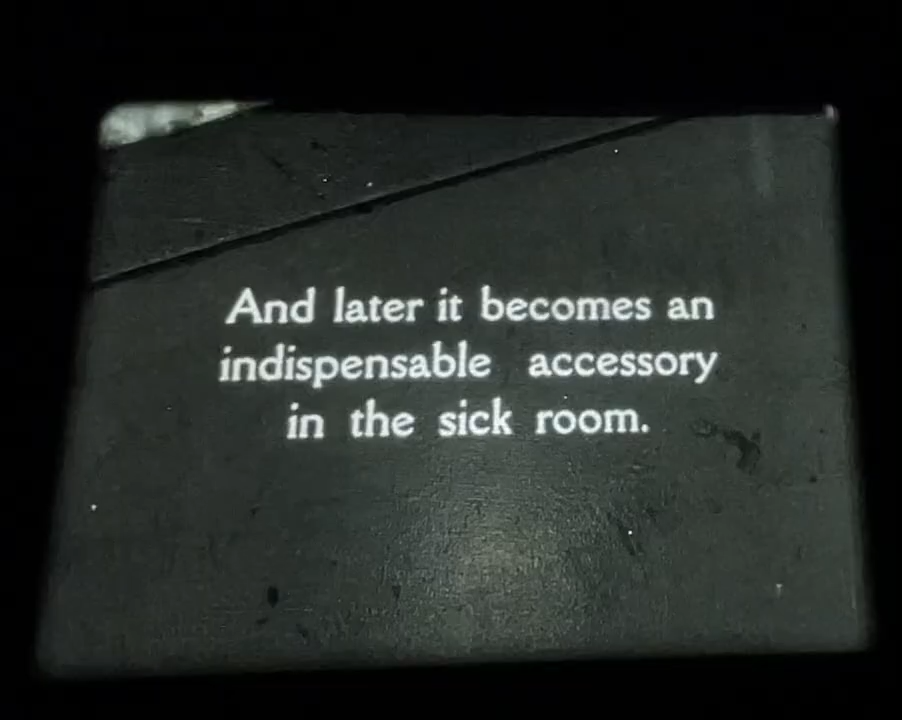 And later it becomes an
indispensable accessory
in the sick room.